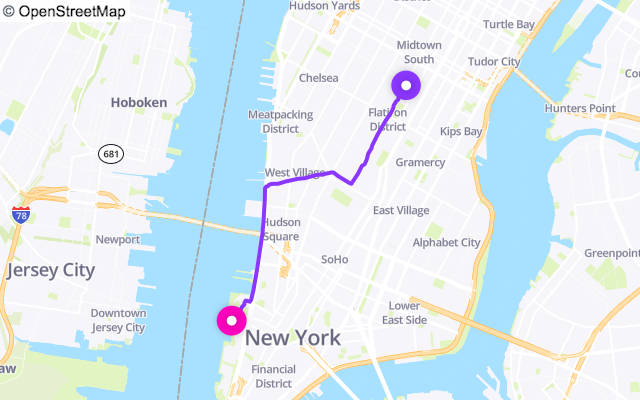 © OpenStreetMap
Hudson Yards
District
Turtle Bay
Midtown
South
Tudor City
Chelsea
Hoboken
Meatpacking
District
Flatiron
District
Hunters Point
Kips Bay
681
Gramercy
West Village
78
East Village
Hudson
Square
Newport
Alphabet City
Greenpoint
SoHo
Jersey City
Downtown
Jersey City
Lower
East Side
New York
Financial
District
aw